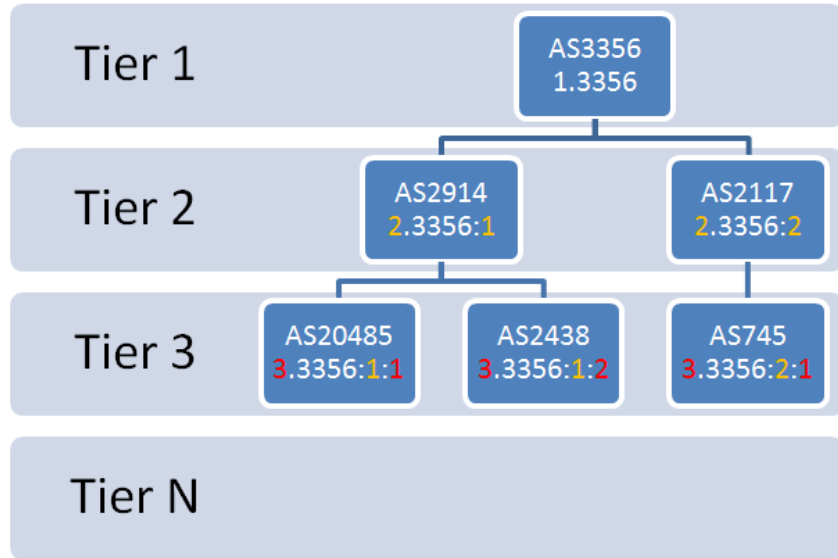 Tier 1
AS3356
1.3356
Tier 2
AS2914
2.3356:1
AS2117
2.3356:2
Tier 3
AS20485
3.3356:1:1
AS2438
3.3356:1:2
AS745
3.3356:2:1
Tier N